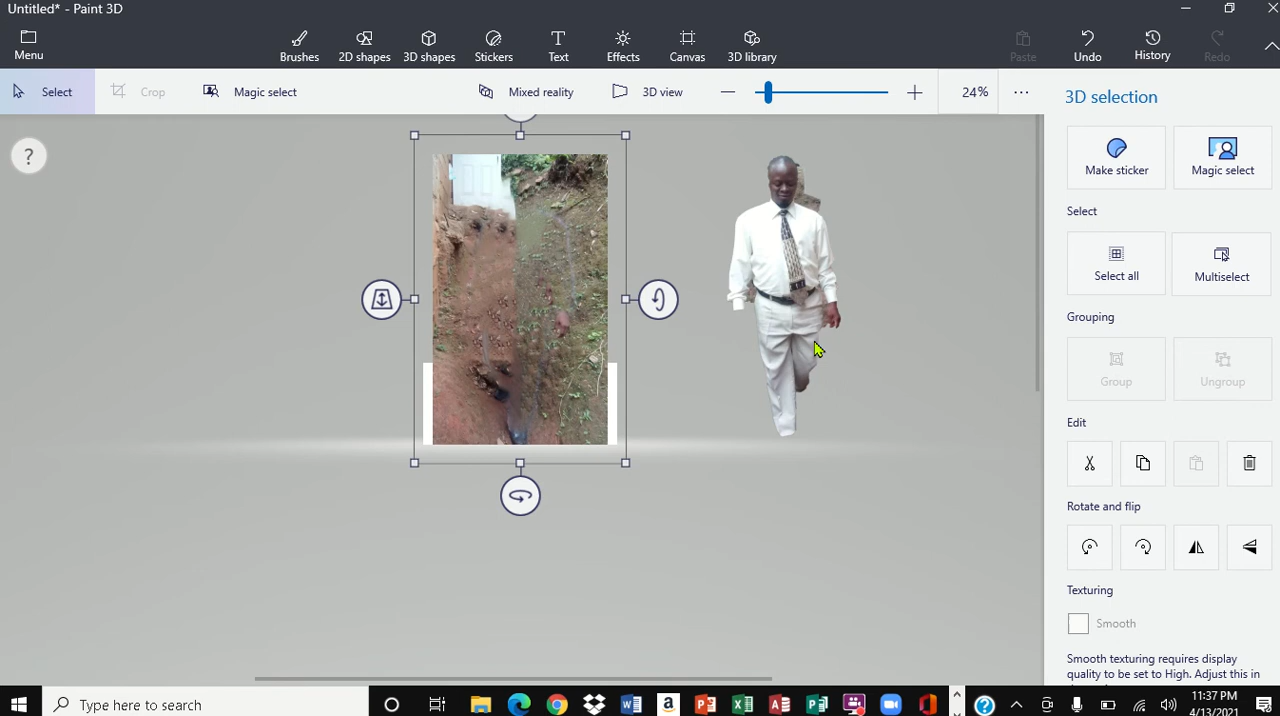 Untitled* - Paint 3D
Menu
Brushes
2D shapes
3D shapes
Stickers
Text
Effects
Canvas
3D library
Paste
Undo
History
Redo
Select
Crop
Magic select
Mixed reality
3D view
24%
?
3D selection
Make sticker
Magic select
Select
Select all
Multiselect
Grouping
Group
Ungroup
Edit
Rotate and flip
Texturing
Smooth
Smooth texturing requires display
quality to be set to High. Adjust this in
Type here to search
11:37 PM
4/13/2021